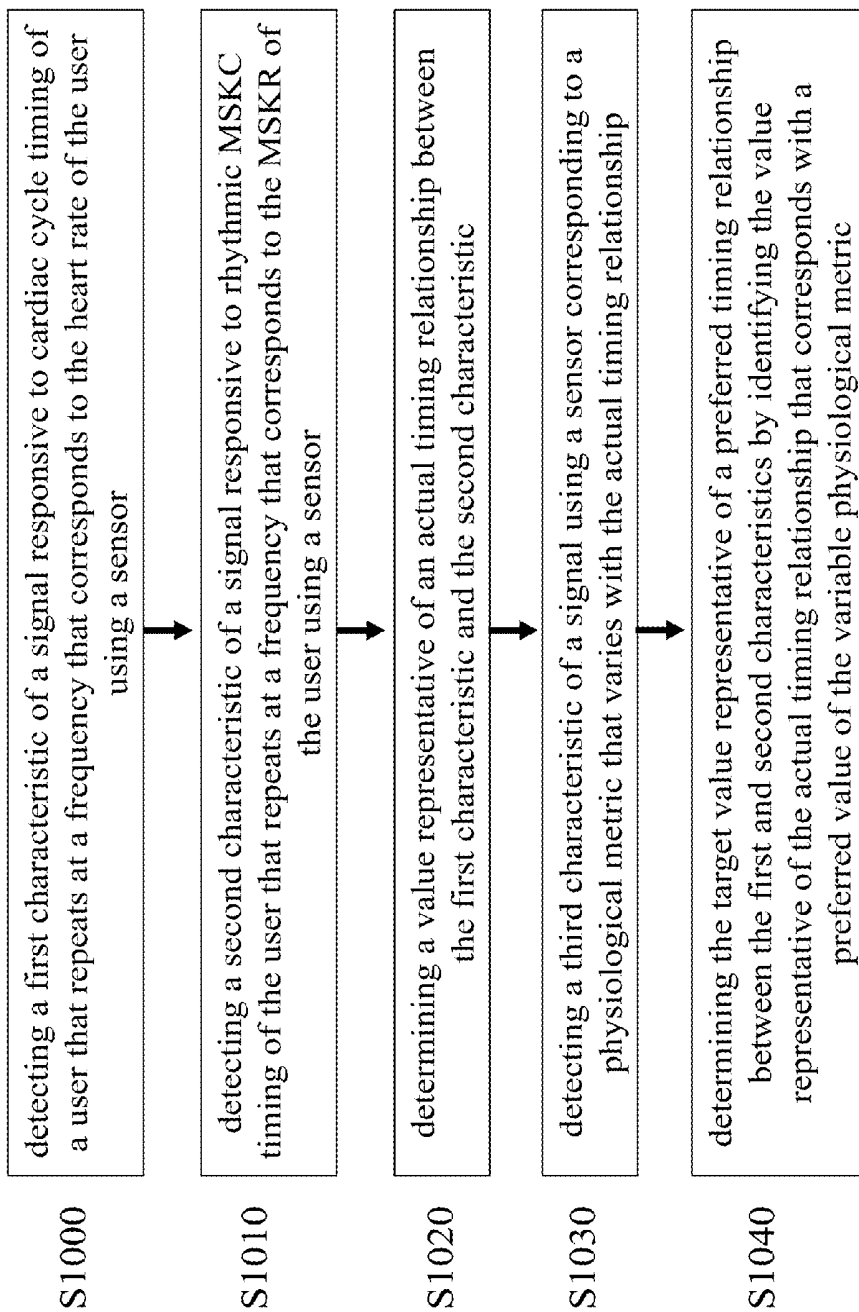 S1000
detecting a first characteristic of a signal responsive to cardiac cycle timing of
a user that repeats at a frequency that corresponds to the heart rate of the user
using a sensor
S1010
detecting a second characteristic of a signal responsive to rhythmic MSKC
timing of the user that repeats at a frequency that corresponds to the MSKR of
the user using a sensor
S1020
determining a value representative of an actual timing relationship between
the first characteristic and the second characteristic
S1030
detecting a third characteristic of a signal using a sensor corresponding to a
physiological metric that varies with the actual timing relationship
S1040
determining the target value representative of a preferred timing relationship
between the first and second characteristics by identifying the value
representative of the actual timing relationship that corresponds with a
preferred value of the variable physiological metric